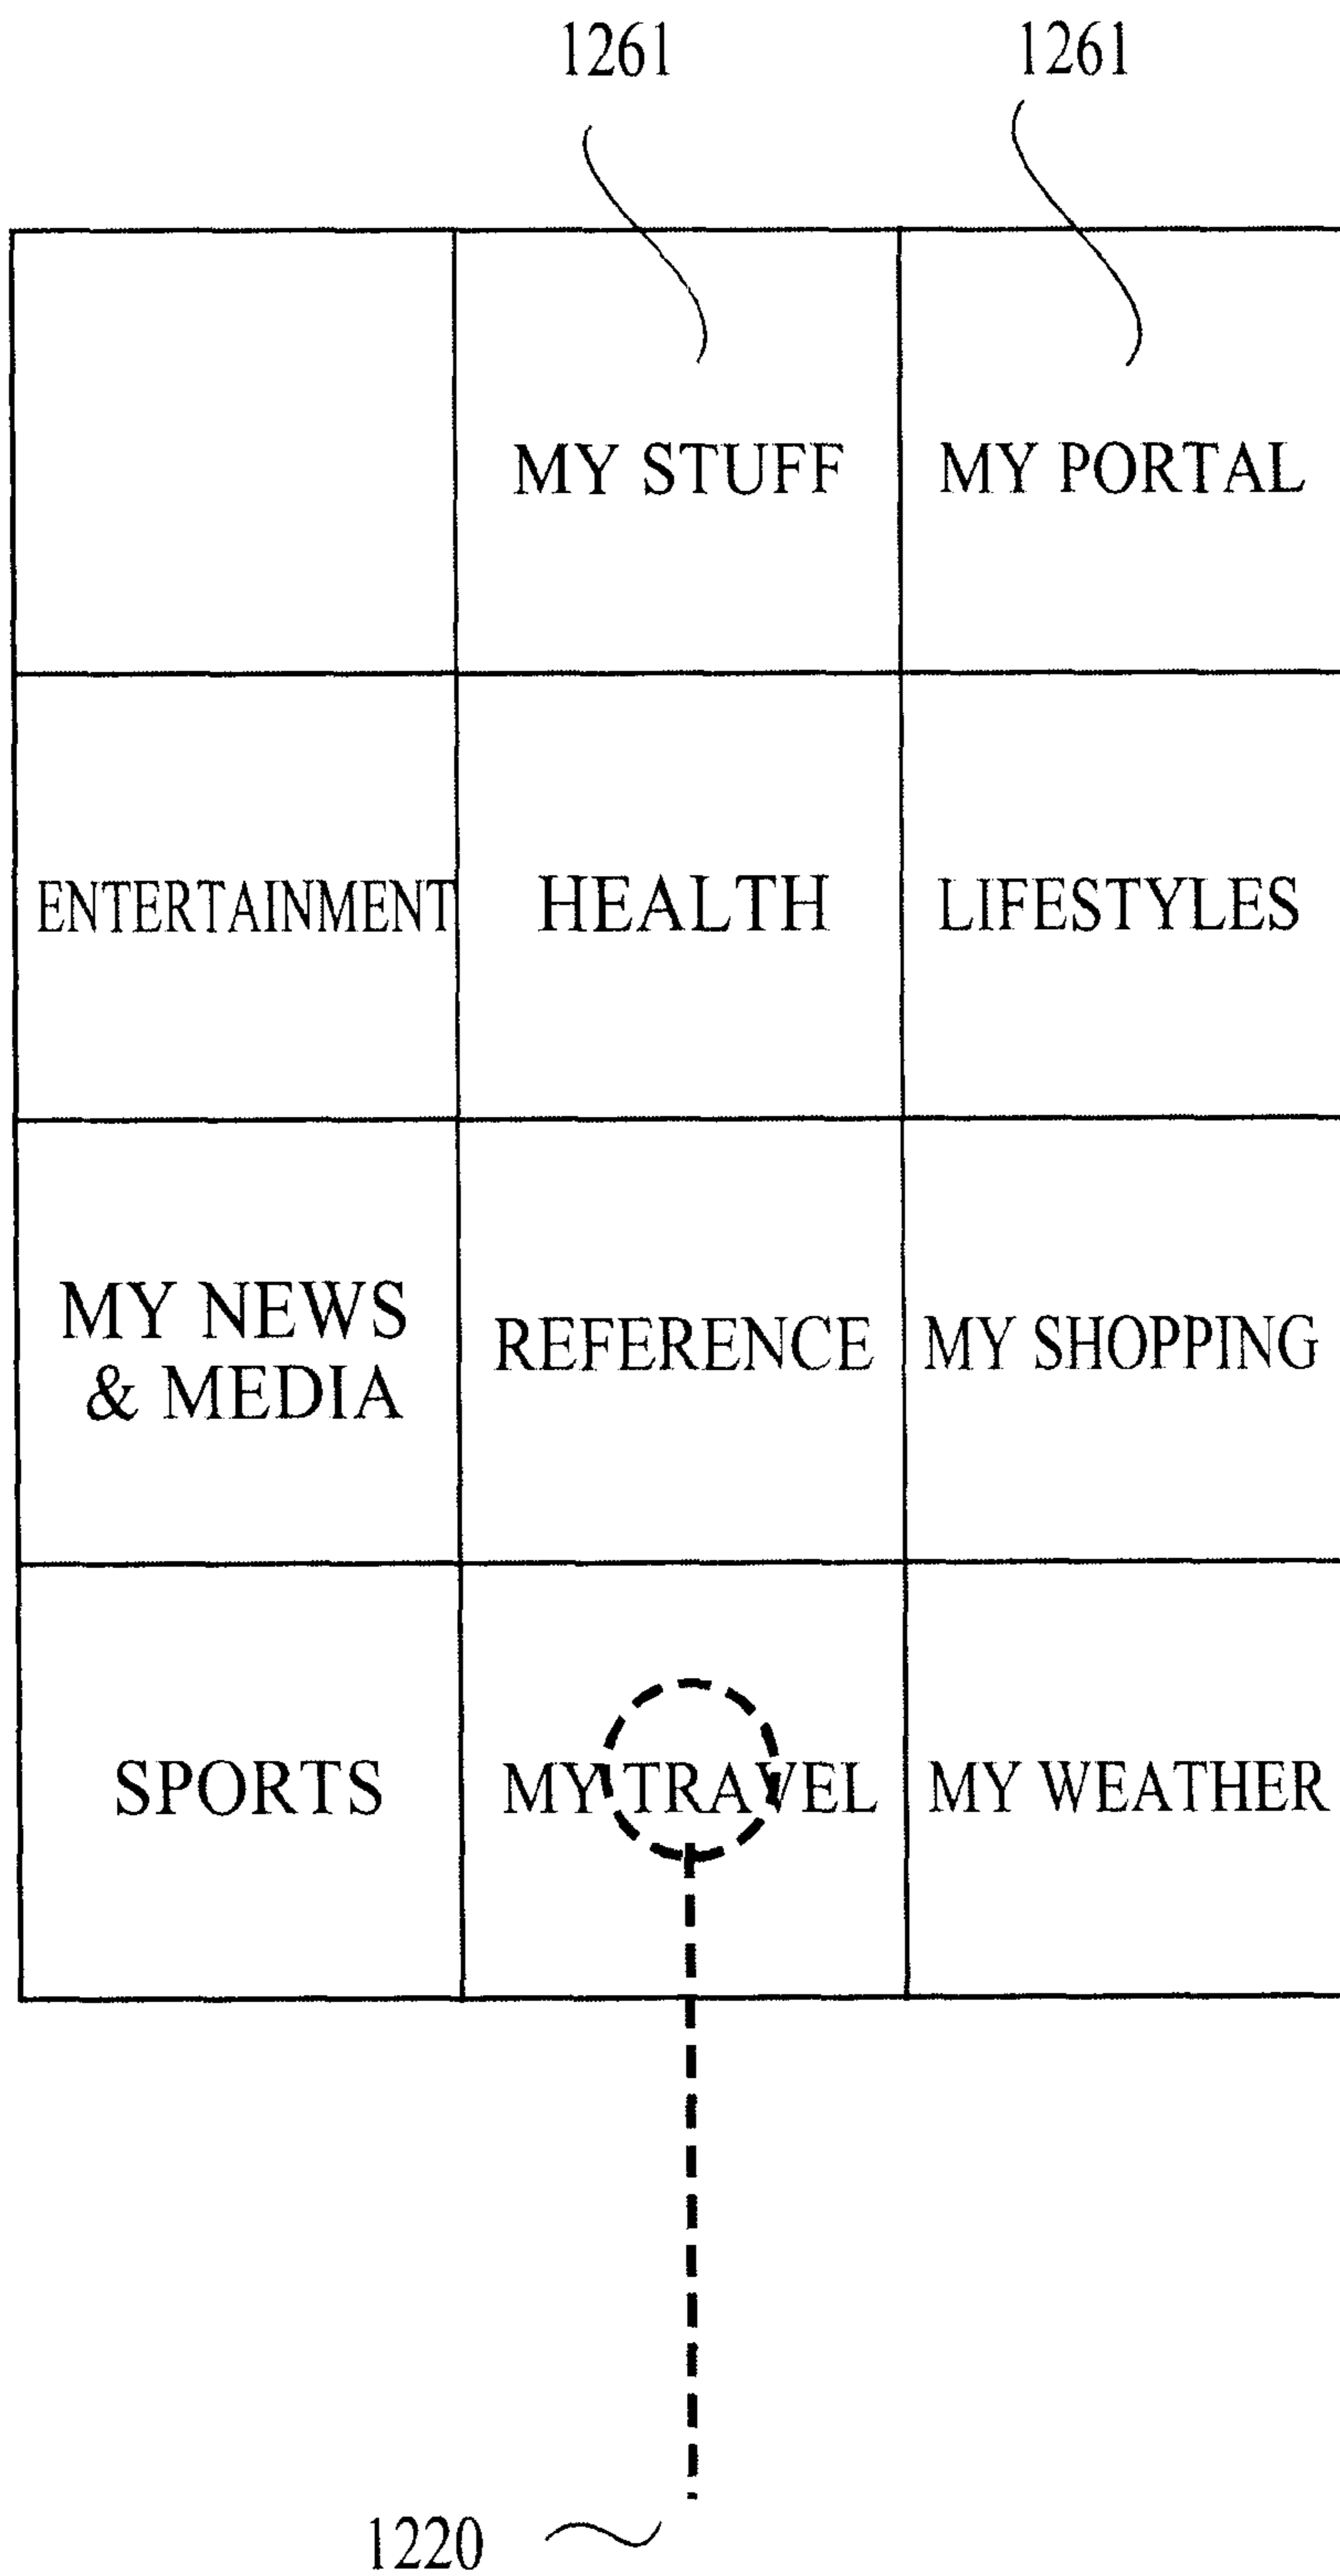 1261 1261
MY STUFF MY PORTAL
ENTERTAINMENT HEALTH LIFESTYLES
MY NEWS
& MEDIA
REFERENCE MY SHOPPING
SPORTS MY TRAVEL MY WEATHER
1220